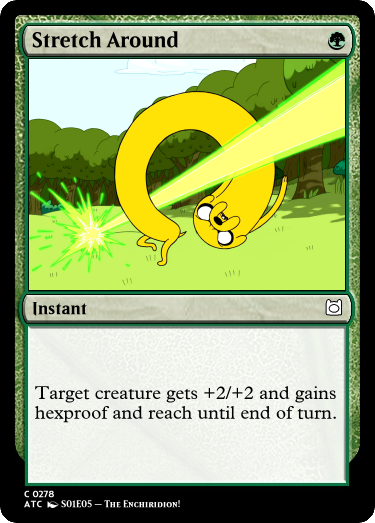 Stretch Around
Instant
Target creature gets +2/+2 and gains
hexproof and reach until end of turn.
C 0278
ATC S01E05 — The Enchiridion!